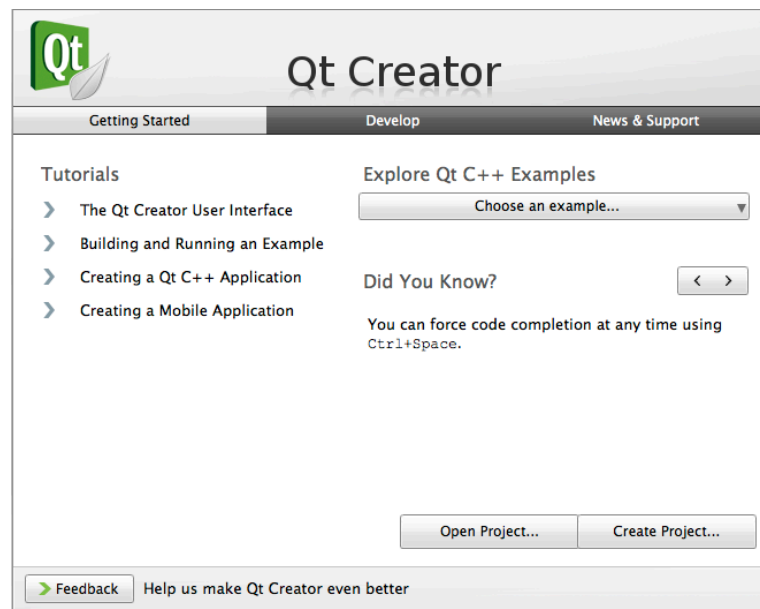 Qt
Qt Creator
Getting Started
Develop
News & Support
Tutorials
The Qt Creator User Interface
Building and Running an Example
Creating a Qt C++ Application
Creating a Mobile Application
Explore Qt C++ Examples
Choose an example...
Did You Know?
You can force code completion at any time using
Ctrl+Space.
Open Project...
Create Project...
Feedback
Help us make Qt Creator even better